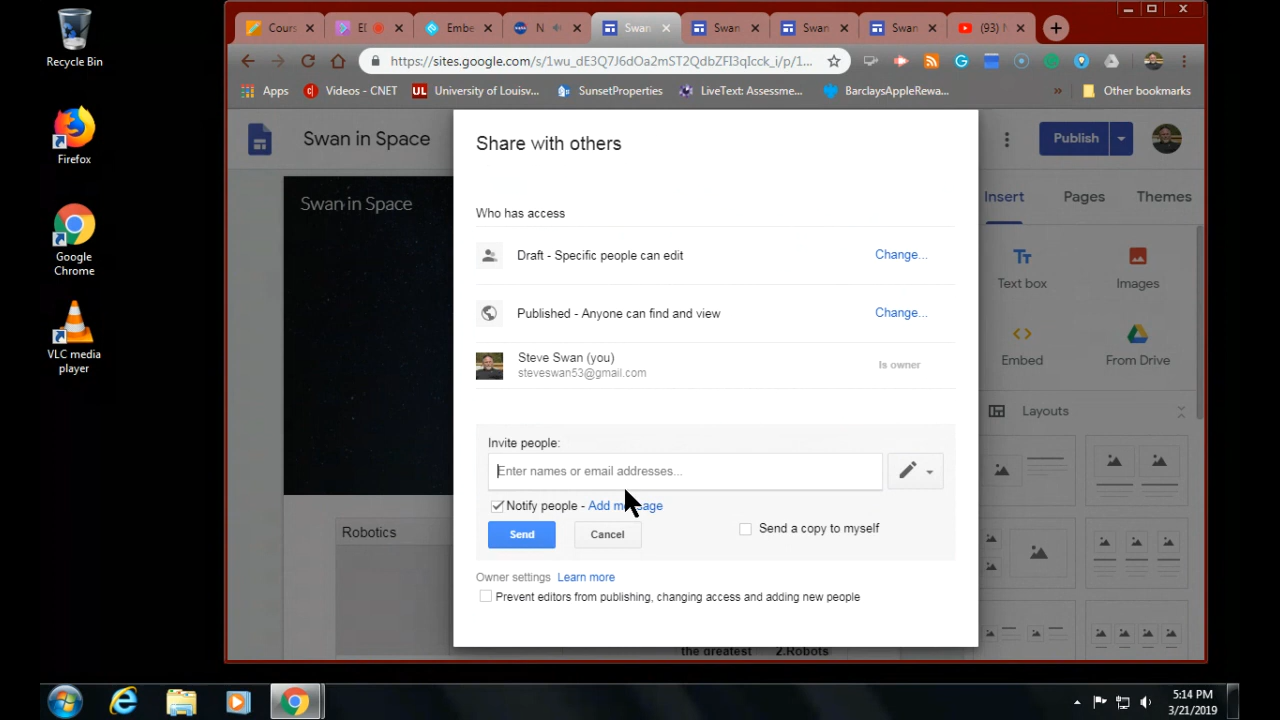 Recycle Bin
Firefox
Google
Chrome
VLC media
player
Cours
El
Embe
N
Swan
Swan
Swan
Swan
(93) N
https://sites.google.com/s/1wu_dE3Q7J6dOa2mST2QdbZFI3qIcck_i/p/1...
Apps
Videos - CNET
UL University of Louisv...
SunsetProperties
LiveText: Assessme...
BarclaysAppleRewa...
»
Other bookmarks
Swan in Space
Publish
Swan in Space
Insert
Pages
Themes
Tt
Text box
Images
Embed
From Drive
Layouts
Robotics
the greatest
2.Robots
Share with others
Who has access
Draft - Specific people can edit
Change...
Published - Anyone can find and view
Change...
Steve Swan (you)
steveswan53@gmail.com
Is owner
Invite people:
Enter names or email addresses...
Notify people - Add message
Send
Cancel
Send a copy to myself
Owner settings Learn more
Prevent editors from publishing, changing access and adding new people
5:14 PM
3/21/2019